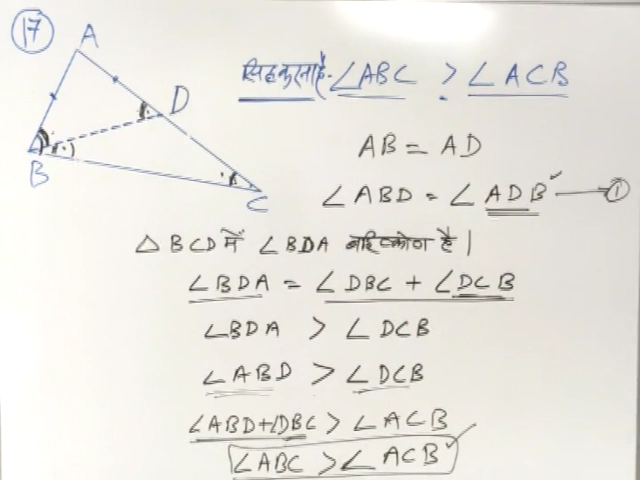 17
A
D
B
C
सिद्ध करना है. ∠ABC > ∠ACB
AB = AD
∠ABD = ∠ADB ✓ → ①
△ BCD में ∠BDA बहिष्कोण है |
∠BDA = ∠DBC + ∠DCB
∠BDA > ∠DCB
∠ABD > ∠DCB
∠ABD+∠DBC > ∠ACB
∠ABC > ∠ACB ✓